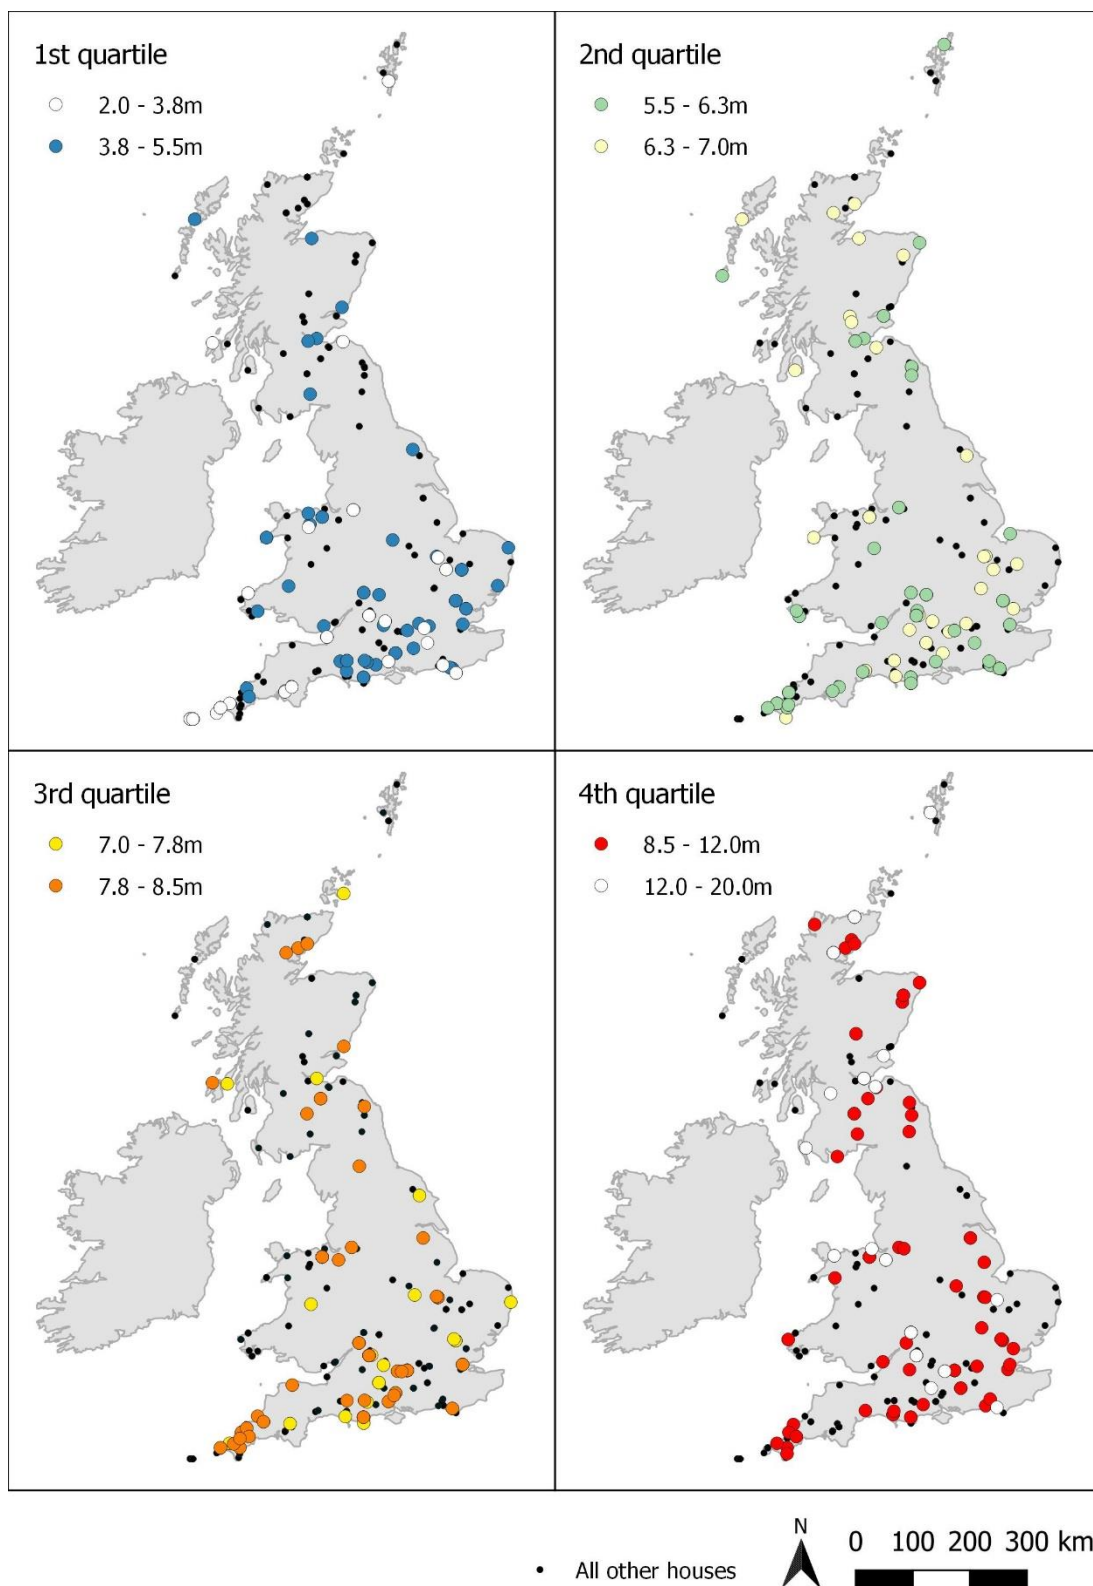 1st quartile
2.0 - 3.8m
3.8 - 5.5m
2nd quartile
5.5 - 6.3m
6.3 - 7.0m
3rd quartile
7.0 - 7.8m
7.8 - 8.5m
4th quartile
8.5 - 12.0m
12.0 - 20.0m
All other houses
N
0 100 200 300 km